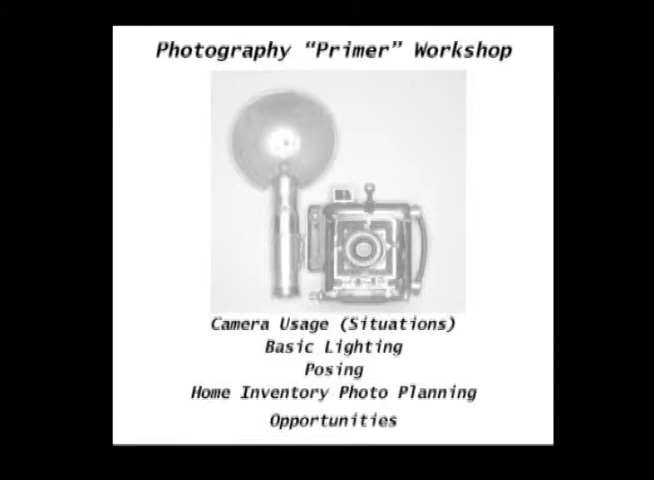 Photography “Primer” Workshop
Camera Usage (Situations)
Basic Lighting
Posing
Home Inventory Photo Planning
Opportunities